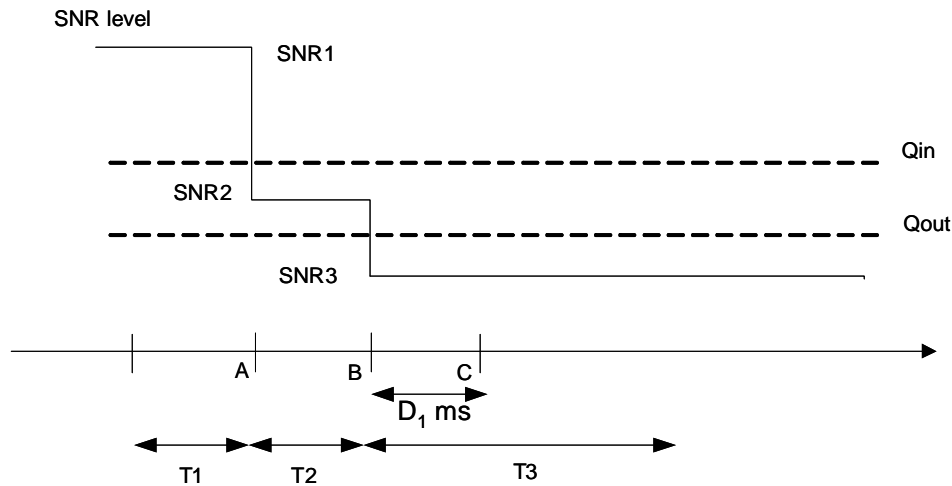 SNR level
SNR1
Qin
SNR2
Qout
SNR3
A B C
D₁ ms
T1 T2 T3